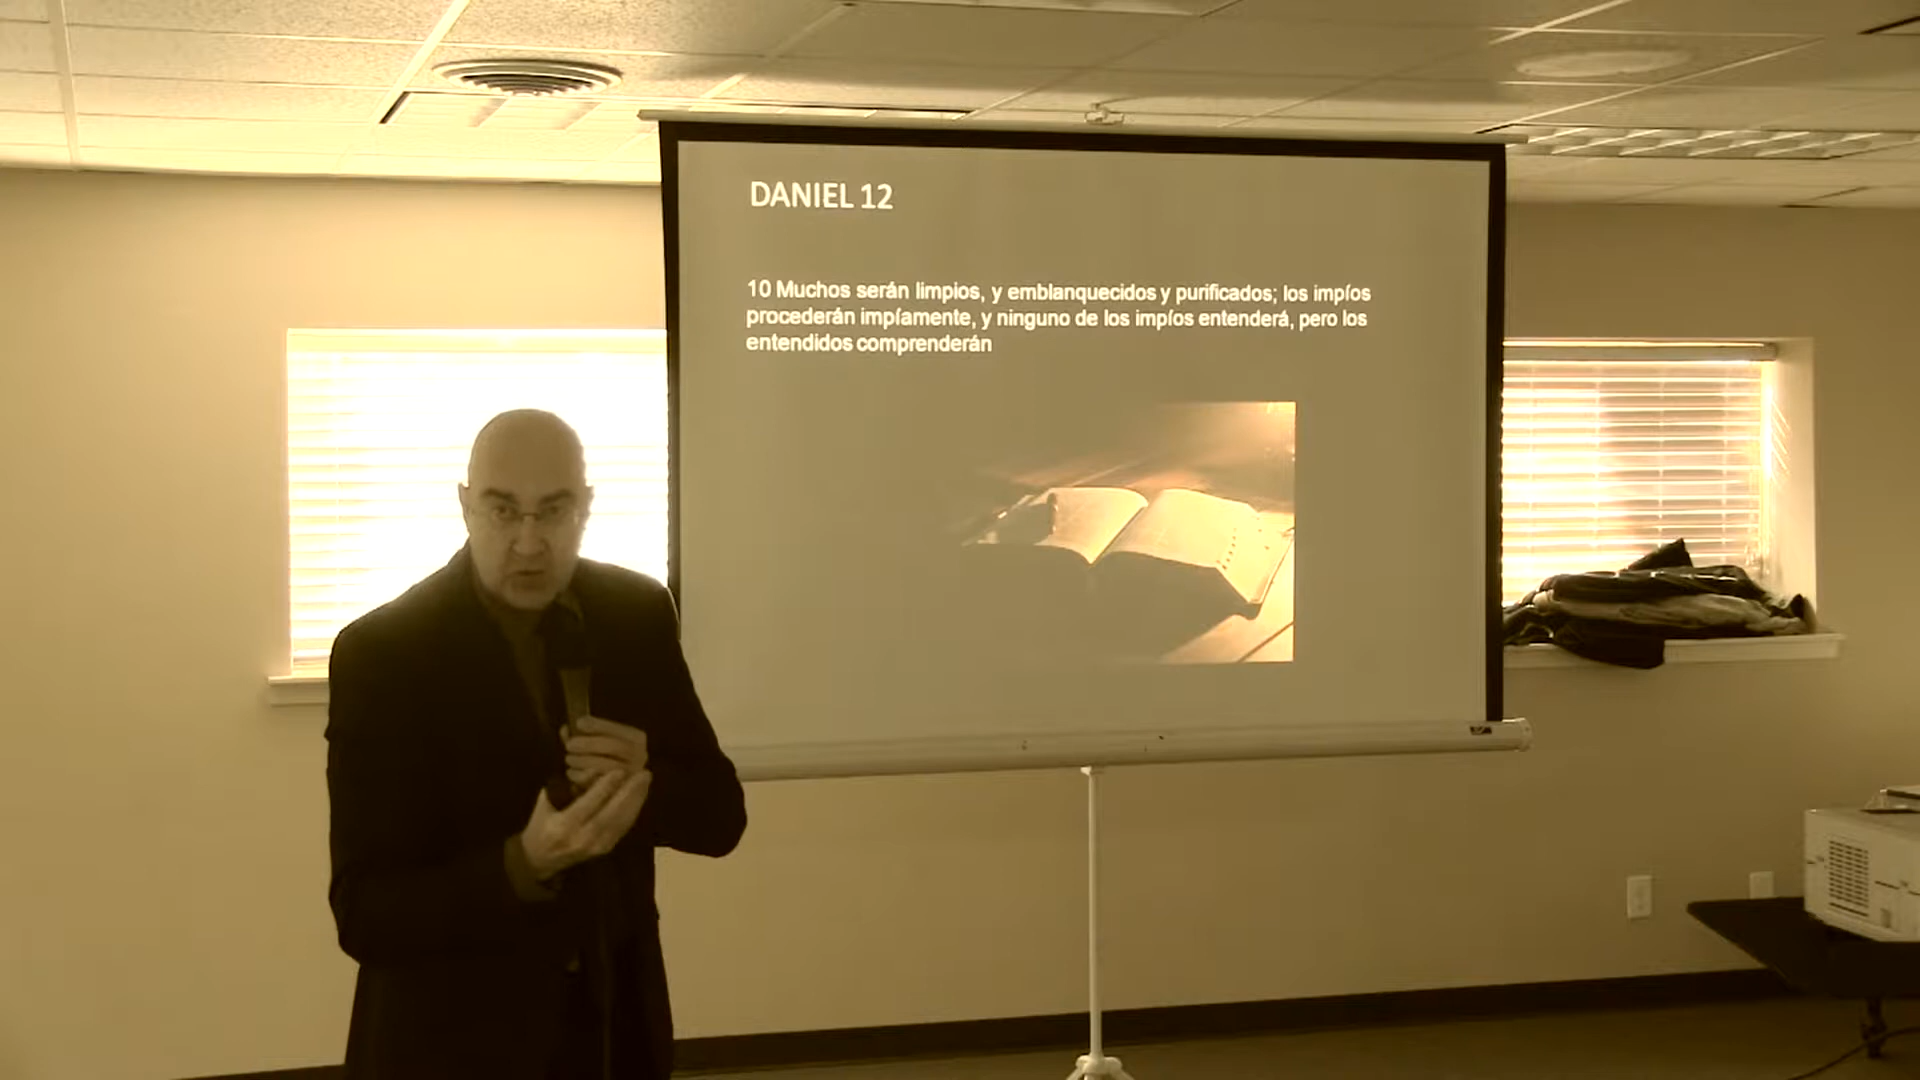 DANIEL 12
10 Muchos serán limpios, y emblanquecidos y purificados; los impíos
procederán impíamente, y ninguno de los impíos entenderá, pero los
entendidos comprenderán